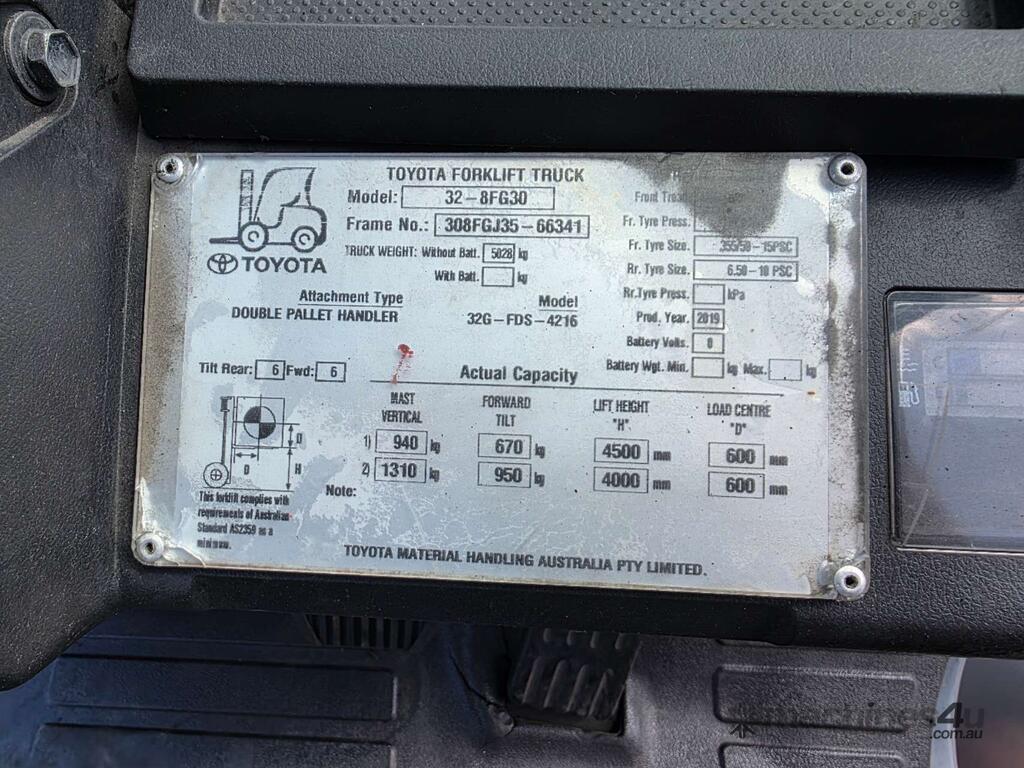 TOYOTA FORKLIFT TRUCK
Model: 32-8FG30
Frame No.: 308FGJ35-66341
TRUCK WEIGHT: Without Batt. 5028 kg
With Batt. kg
TOYOTA
Attachment Type Model
DOUBLE PALLET HANDLER 32G-FDS-4216
Front Tread
Fr. Tyre Press.
Fr. Tyre Size. 355/50-15PSC
Rr. Tyre Size. 6.50-10 PSC
Rr.Tyre Press. kPa
Prod. Year. 2019
Battery Volts. 0
Battery Wgt. Min. kg Max. kg
Tilt Rear: 6 Fwd: 6
Actual Capacity
MAST VERTICAL FORWARD TILT LIFT HEIGHT "H" LOAD CENTRE "D"
1) 940 kg 670 kg 4500 mm 600 mm
2) 1310 kg 950 kg 4000 mm 600 mm
D
D H
Note:
This forklift complies with
requirements of Australian
Standard AS2359 as a
minimum.
TOYOTA MATERIAL HANDLING AUSTRALIA PTY LIMITED.
machines4u
.com.au